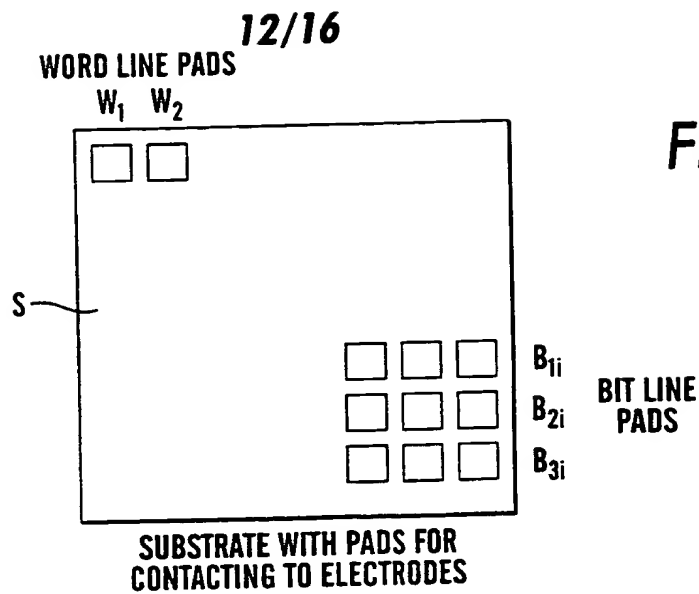 12/16
WORD LINE PADS
W1 W2
S
B1i
B2i
B3i
BIT LINE
PADS
SUBSTRATE WITH PADS FOR
CONTACTING TO ELECTRODES